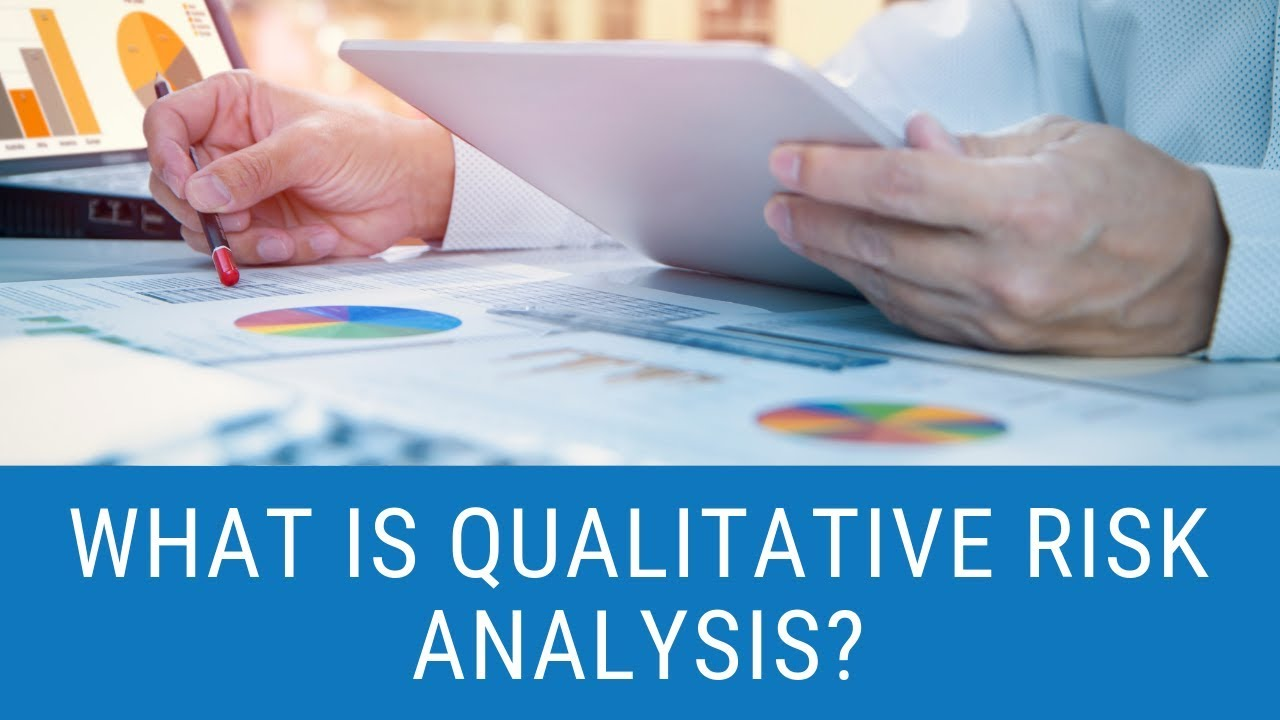 WHAT IS QUALITATIVE RISK
ANALYSIS?